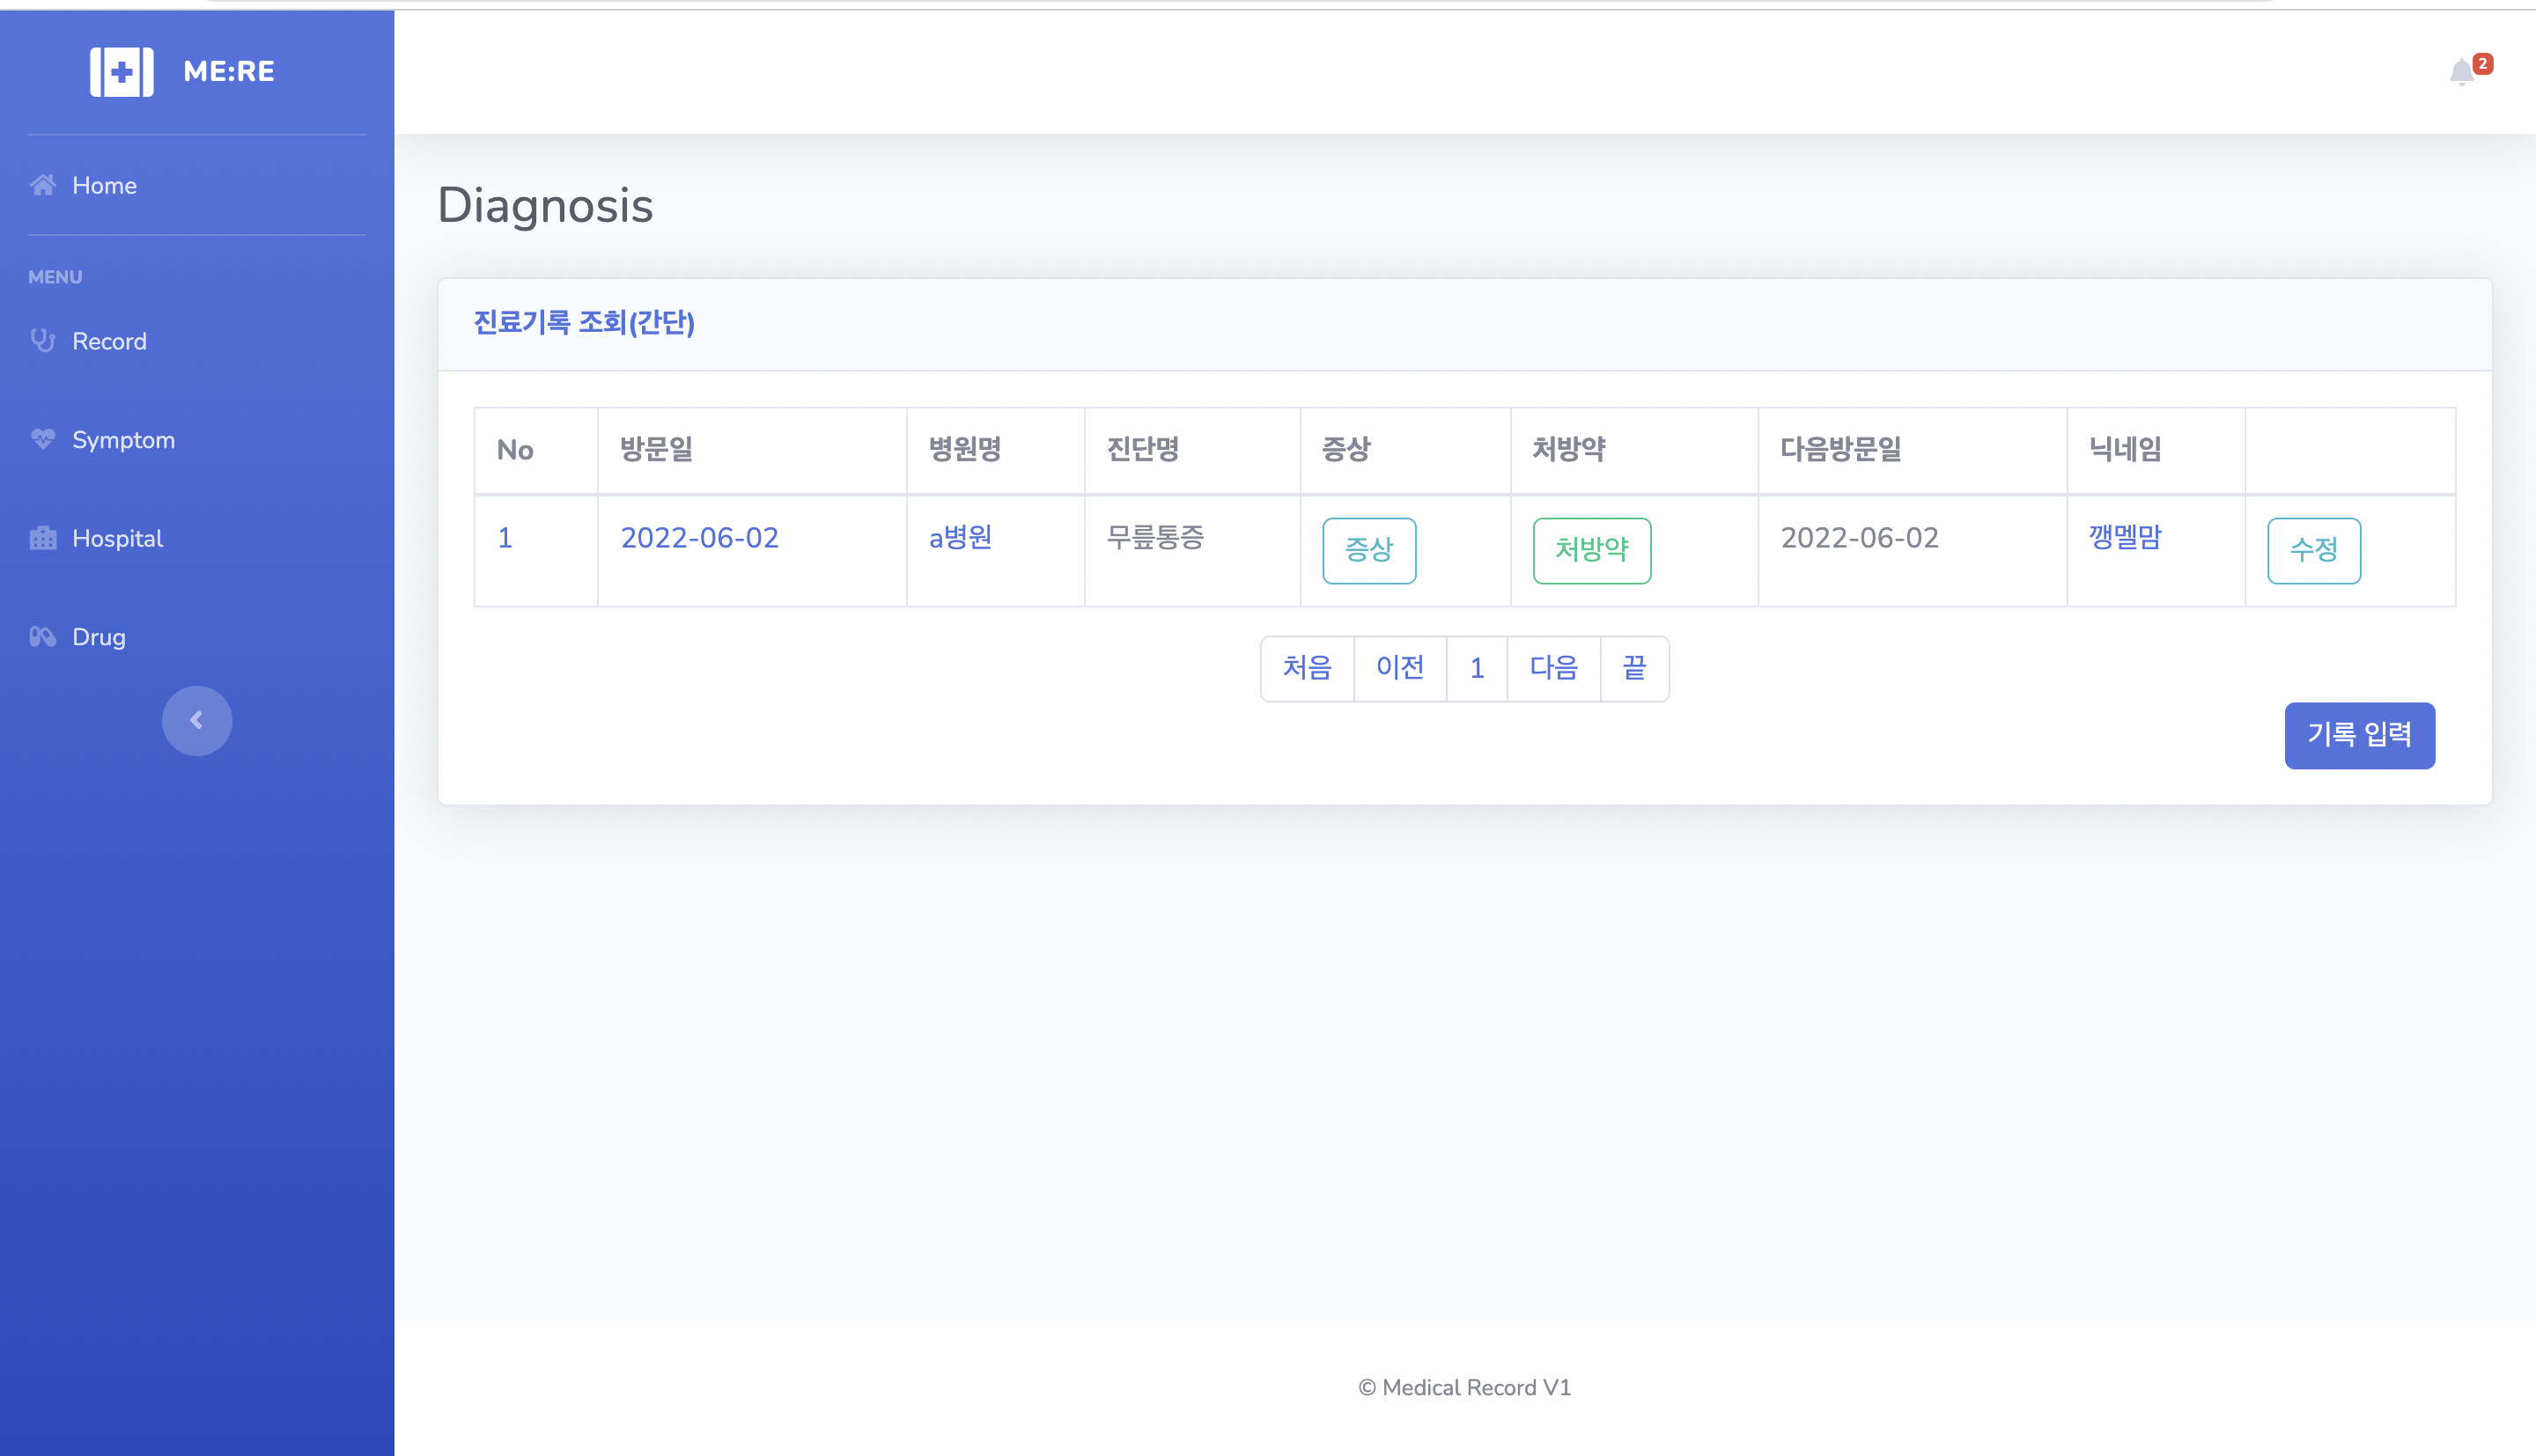 ME:RE
2
Home
MENU
Record
Symptom
Hospital
Drug
Diagnosis
진료기록 조회(간단)
No 방문일 병원명 진단명 증상 처방약 다음방문일 닉네임
1 2022-06-02 a병원 무릎통증 증상 처방약 2022-06-02 깽멜맘 수정
처음 이전 1 다음 끝
기록 입력
© Medical Record V1